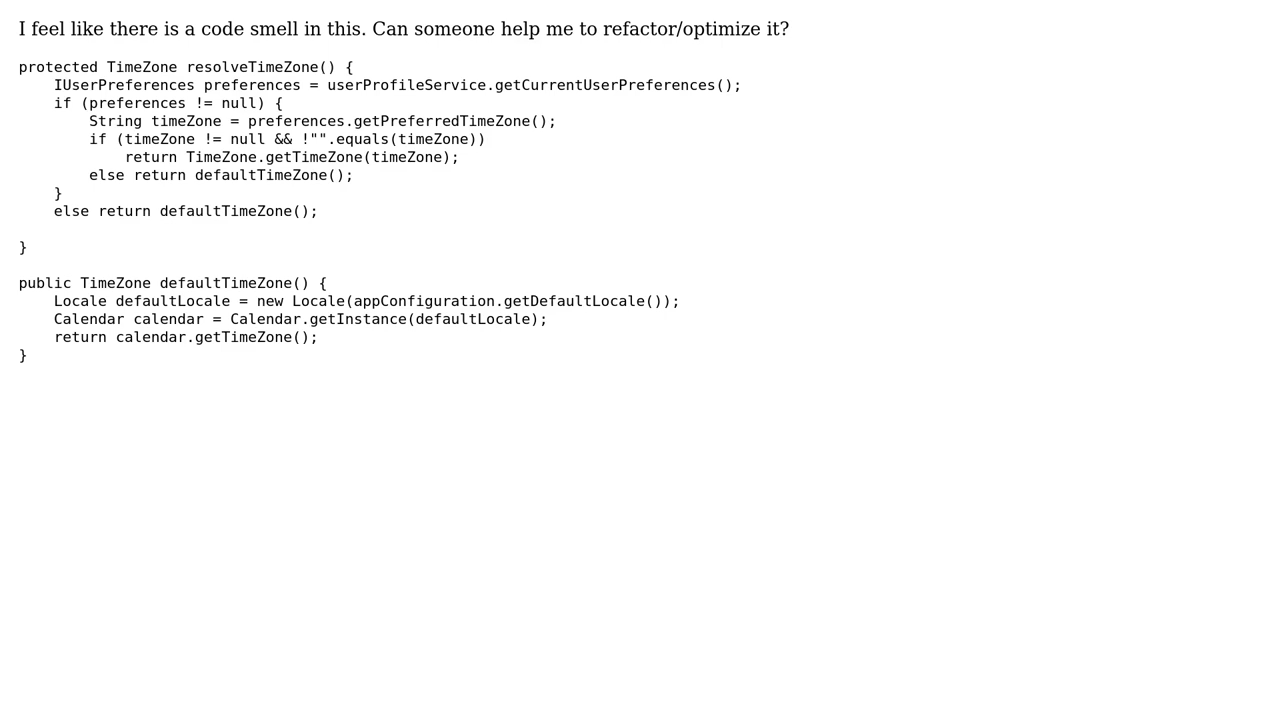 I feel like there is a code smell in this. Can someone help me to refactor/optimize it?
protected TimeZone resolveTimeZone() {
    IUserPreferences preferences = userProfileService.getCurrentUserPreferences();
    if (preferences != null) {
        String timeZone = preferences.getPreferredTimeZone();
        if (timeZone != null && !"".equals(timeZone))
            return TimeZone.getTimeZone(timeZone);
        else return defaultTimeZone();
    }
    else return defaultTimeZone();

}

public TimeZone defaultTimeZone() {
    Locale defaultLocale = new Locale(appConfiguration.getDefaultLocale());
    Calendar calendar = Calendar.getInstance(defaultLocale);
    return calendar.getTimeZone();
}